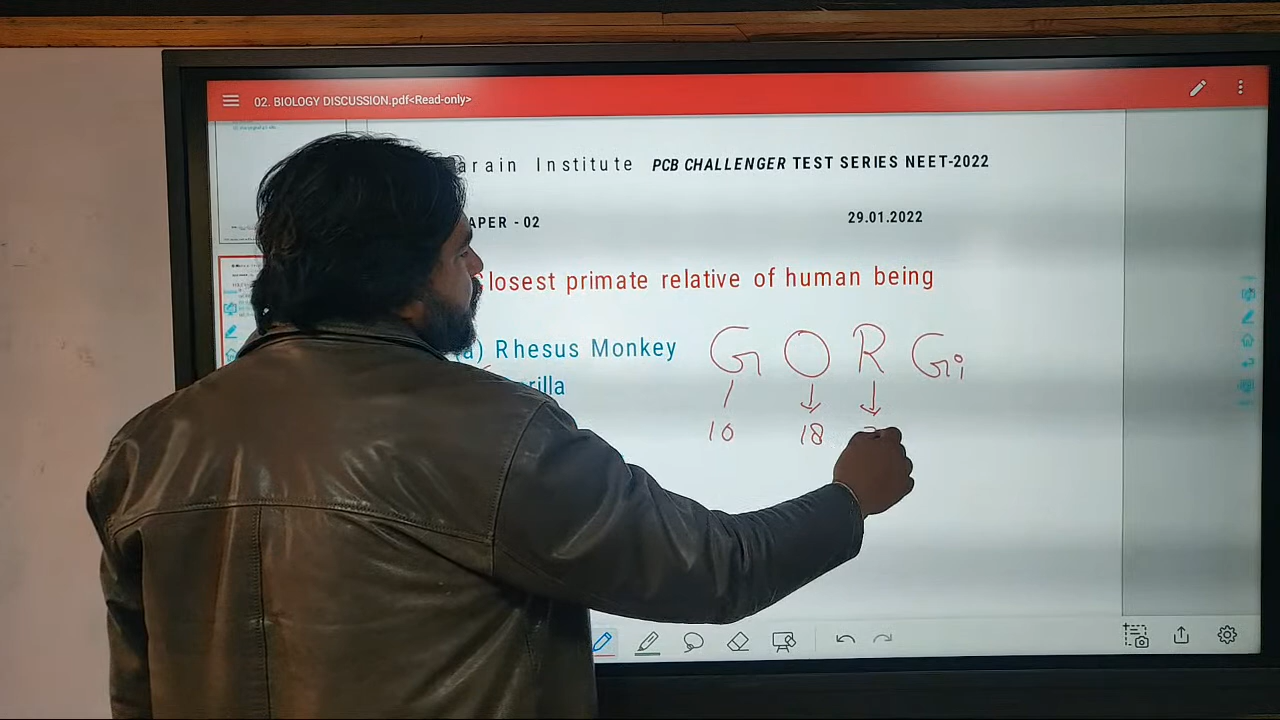 02. BIOLOGY DISCUSSION.pdf<Read-only>
arain Institute PCB CHALLENGER TEST SERIES NEET-2022
APER - 02 29.01.2022
Closest primate relative of human being
a) Rhesus Monkey
rilla
G O R Gi
10 18